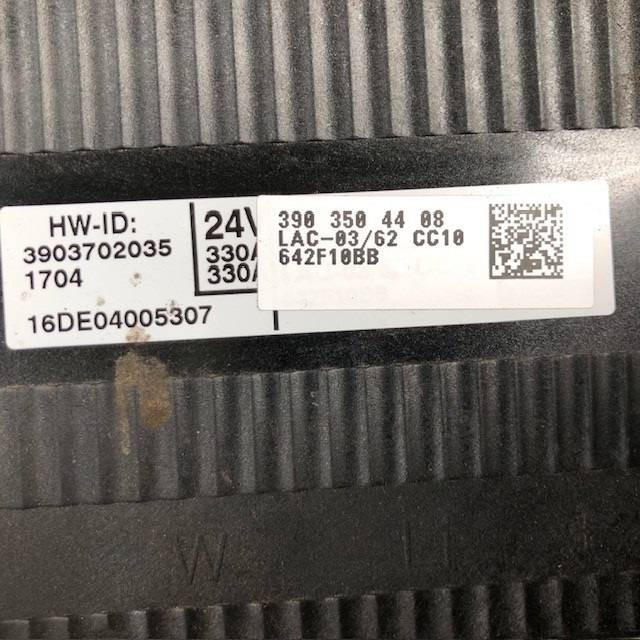 HW-ID:
3903702035
1704
16DE04005307
24V
330A
330A
390 350 44 08
LAC-03/62 CC10
642F10BB
W